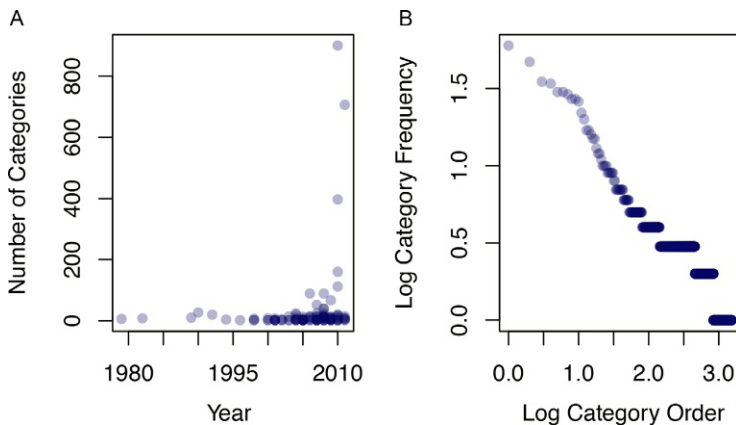 A
Number of Categories
800
600
400
200
0
1980 1995 2010
Year
B
Log Category Frequency
1.5
1.0
0.5
0.0
0.0 1.0 2.0 3.0
Log Category Order